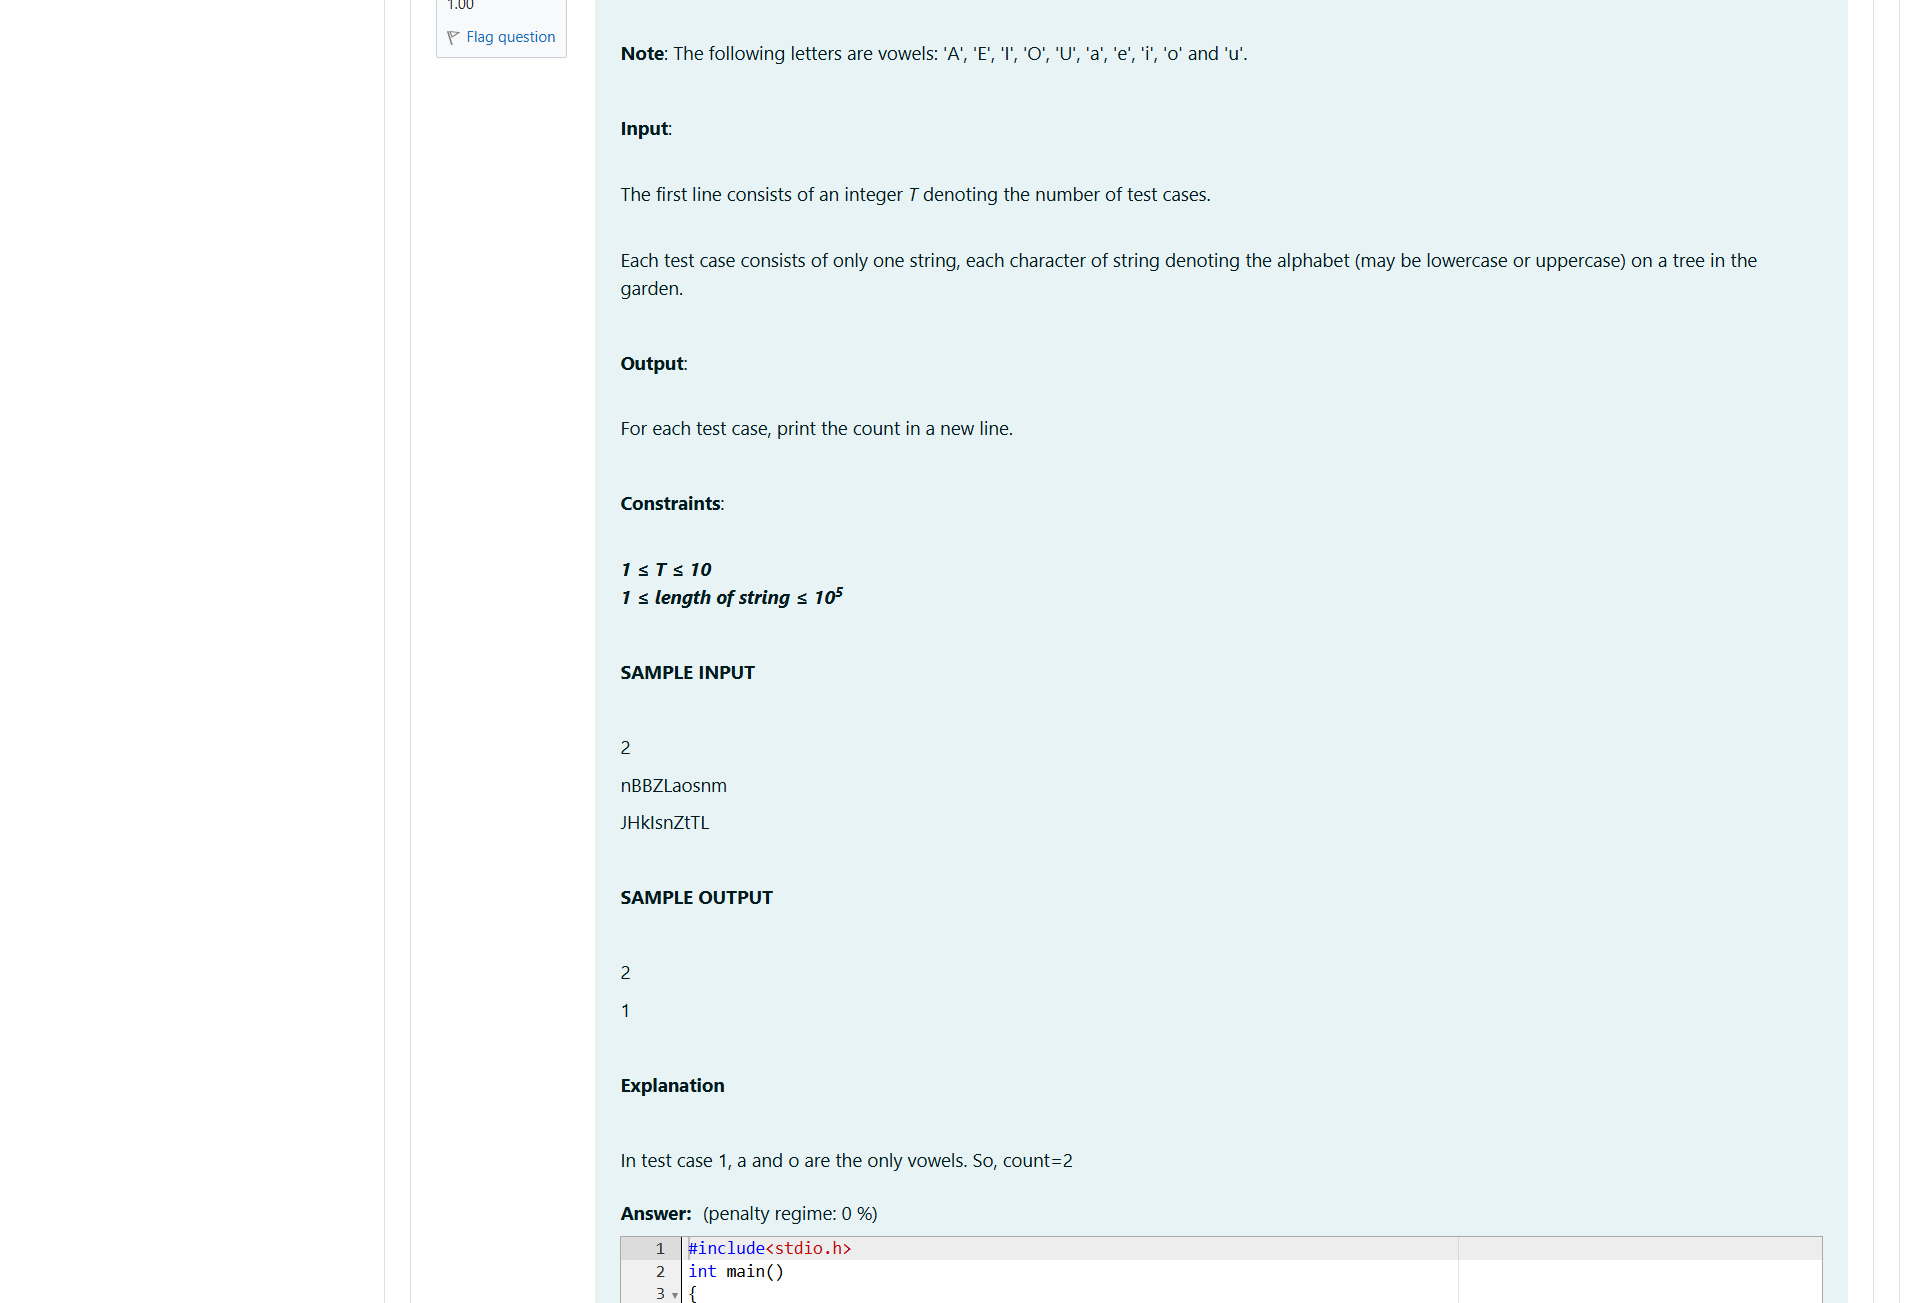 1.00
Flag question
Note: The following letters are vowels: 'A', 'E', 'I', 'O', 'U', 'a', 'e', 'i', 'o' and 'u'.
Input:
The first line consists of an integer T denoting the number of test cases.
Each test case consists of only one string, each character of string denoting the alphabet (may be lowercase or uppercase) on a tree in the
garden.
Output:
For each test case, print the count in a new line.
Constraints:
1 ≤ T ≤ 10
1 ≤ length of string ≤ 10⁵
SAMPLE INPUT
2
nBBZLaosnm
JHkIsnZtTL
SAMPLE OUTPUT
2
1
Explanation
In test case 1, a and o are the only vowels. So, count=2
Answer: (penalty regime: 0 %)
1 #include<stdio.h>
2 int main()
3 {